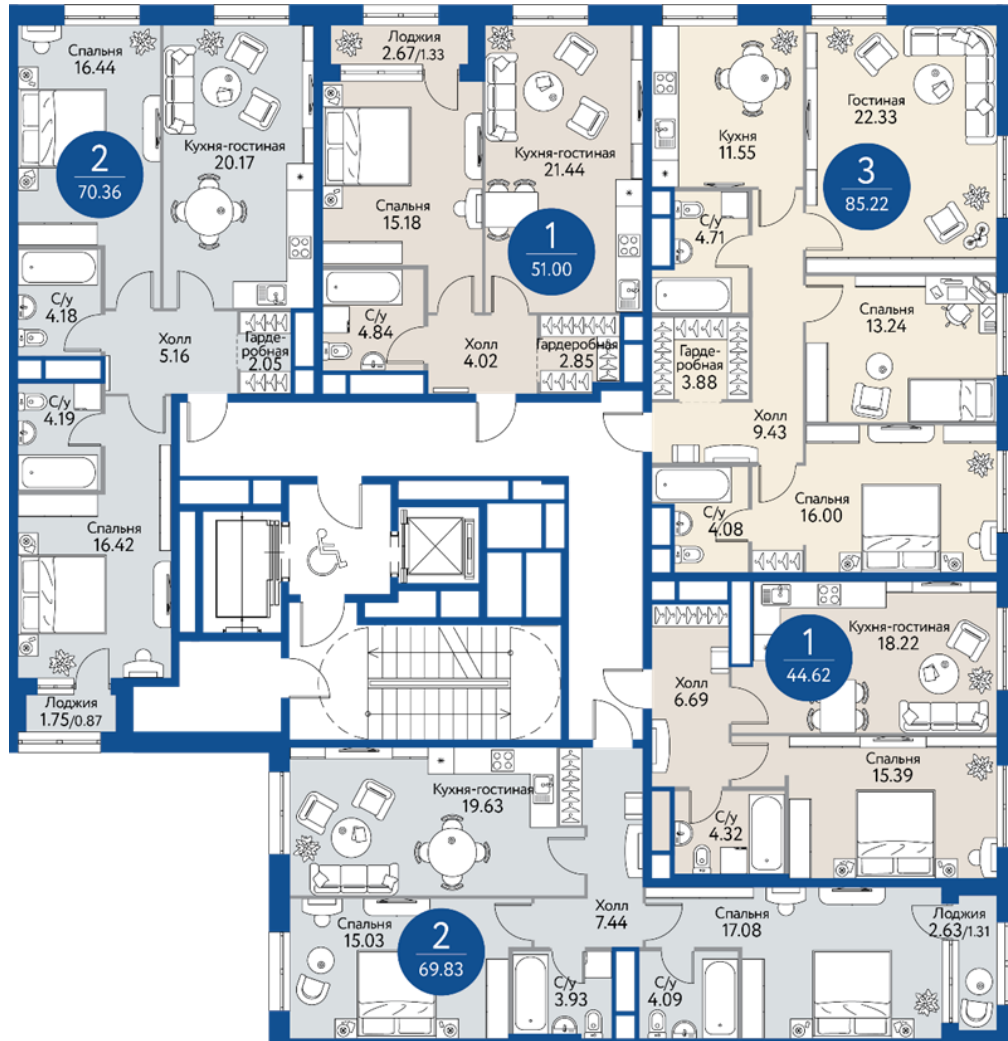 Спальня
16.44
Кухня-гостиная
20.17
2
70.36
С/у
4.18
Холл
5.16
Гарде-
робная
2.05
С/у
4.19
Спальня
16.42
Лоджия
1.75/0.87
Лоджия
2.67/1.33
Спальня
15.18
Кухня-гостиная
21.44
1
51.00
С/у
4.84
Холл
4.02
Гардеробная
2.85
Кухня
11.55
Гостиная
22.33
3
85.22
С/у
4.71
Спальня
13.24
Гарде-
робная
3.88
Холл
9.43
С/у
4.08
Спальня
16.00
Кухня-гостиная
18.22
1
44.62
Холл
6.69
Спальня
15.39
С/у
4.32
Кухня-гостиная
19.63
Холл
7.44
Спальня
15.03
2
69.83
С/у
3.93
С/у
4.09
Спальня
17.08
Лоджия
2.63/1.31